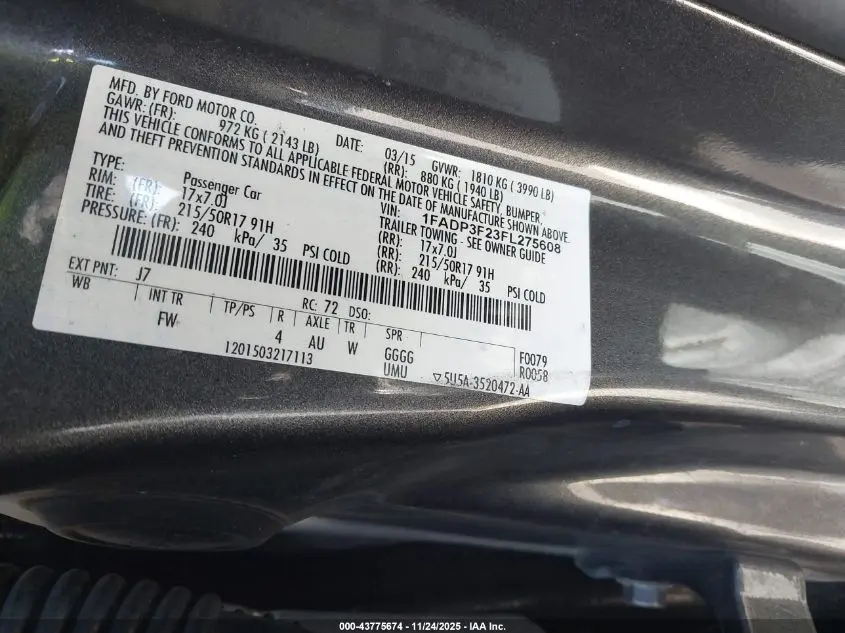 MFD. BY FORD MOTOR CO. DATE: 03/15 GVWR: 1810 KG ( 3990 LB)
GAWR: (FR): 972 KG ( 2143 LB) (RR): 880 KG ( 1940 LB)
THIS VEHICLE CONFORMS TO ALL APPLICABLE FEDERAL MOTOR VEHICLE SAFETY, BUMPER,
AND THEFT PREVENTION STANDARDS IN EFFECT ON THE DATE OF MANUFACTURE SHOWN ABOVE.
VIN: 1FADP3F23FL275608
TYPE: Passenger Car TRAILER TOWING - SEE OWNER GUIDE
RIM: (FR): 17x7.0J (RR): 17x7.0J
TIRE: (FR): 215/50R17 91H (RR): 215/50R17 91H
PRESSURE: (FR): 240 kPa/ 35 PSI COLD (RR): 240 kPa/ 35 PSI COLD
EXT PNT: J7 RC: 72 DSO:
WB INT TR TP/PS R AXLE TR SPR
FW 4 AU W GGGG F0079
UMU R0058
1201503217113 ▽5U5A-3520472-AA
000-43775674 | 11/24/2025 - IAA Inc.